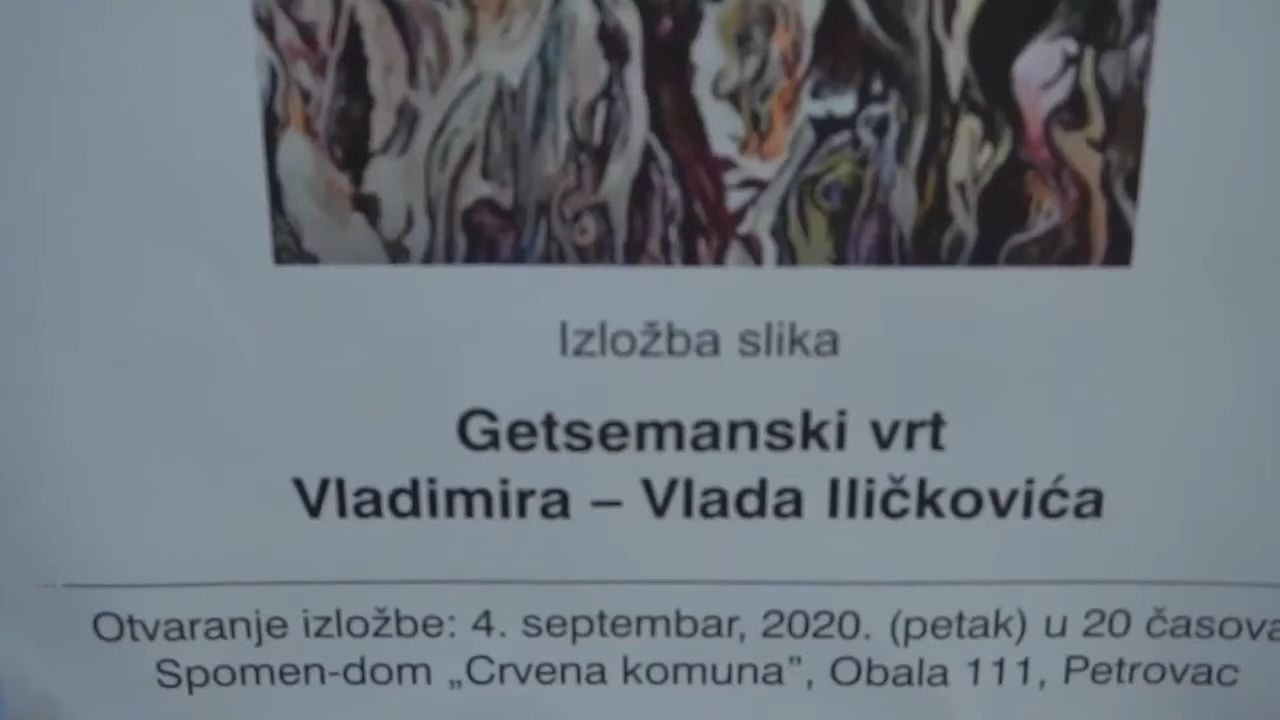 Izložba slika
Getsemanski vrt
Vladimira – Vlada Iličkovića
Otvaranje izložbe: 4. septembar, 2020. (petak) u 20 časova
Spomen-dom „Crvena komuna”, Obala 111, Petrovac